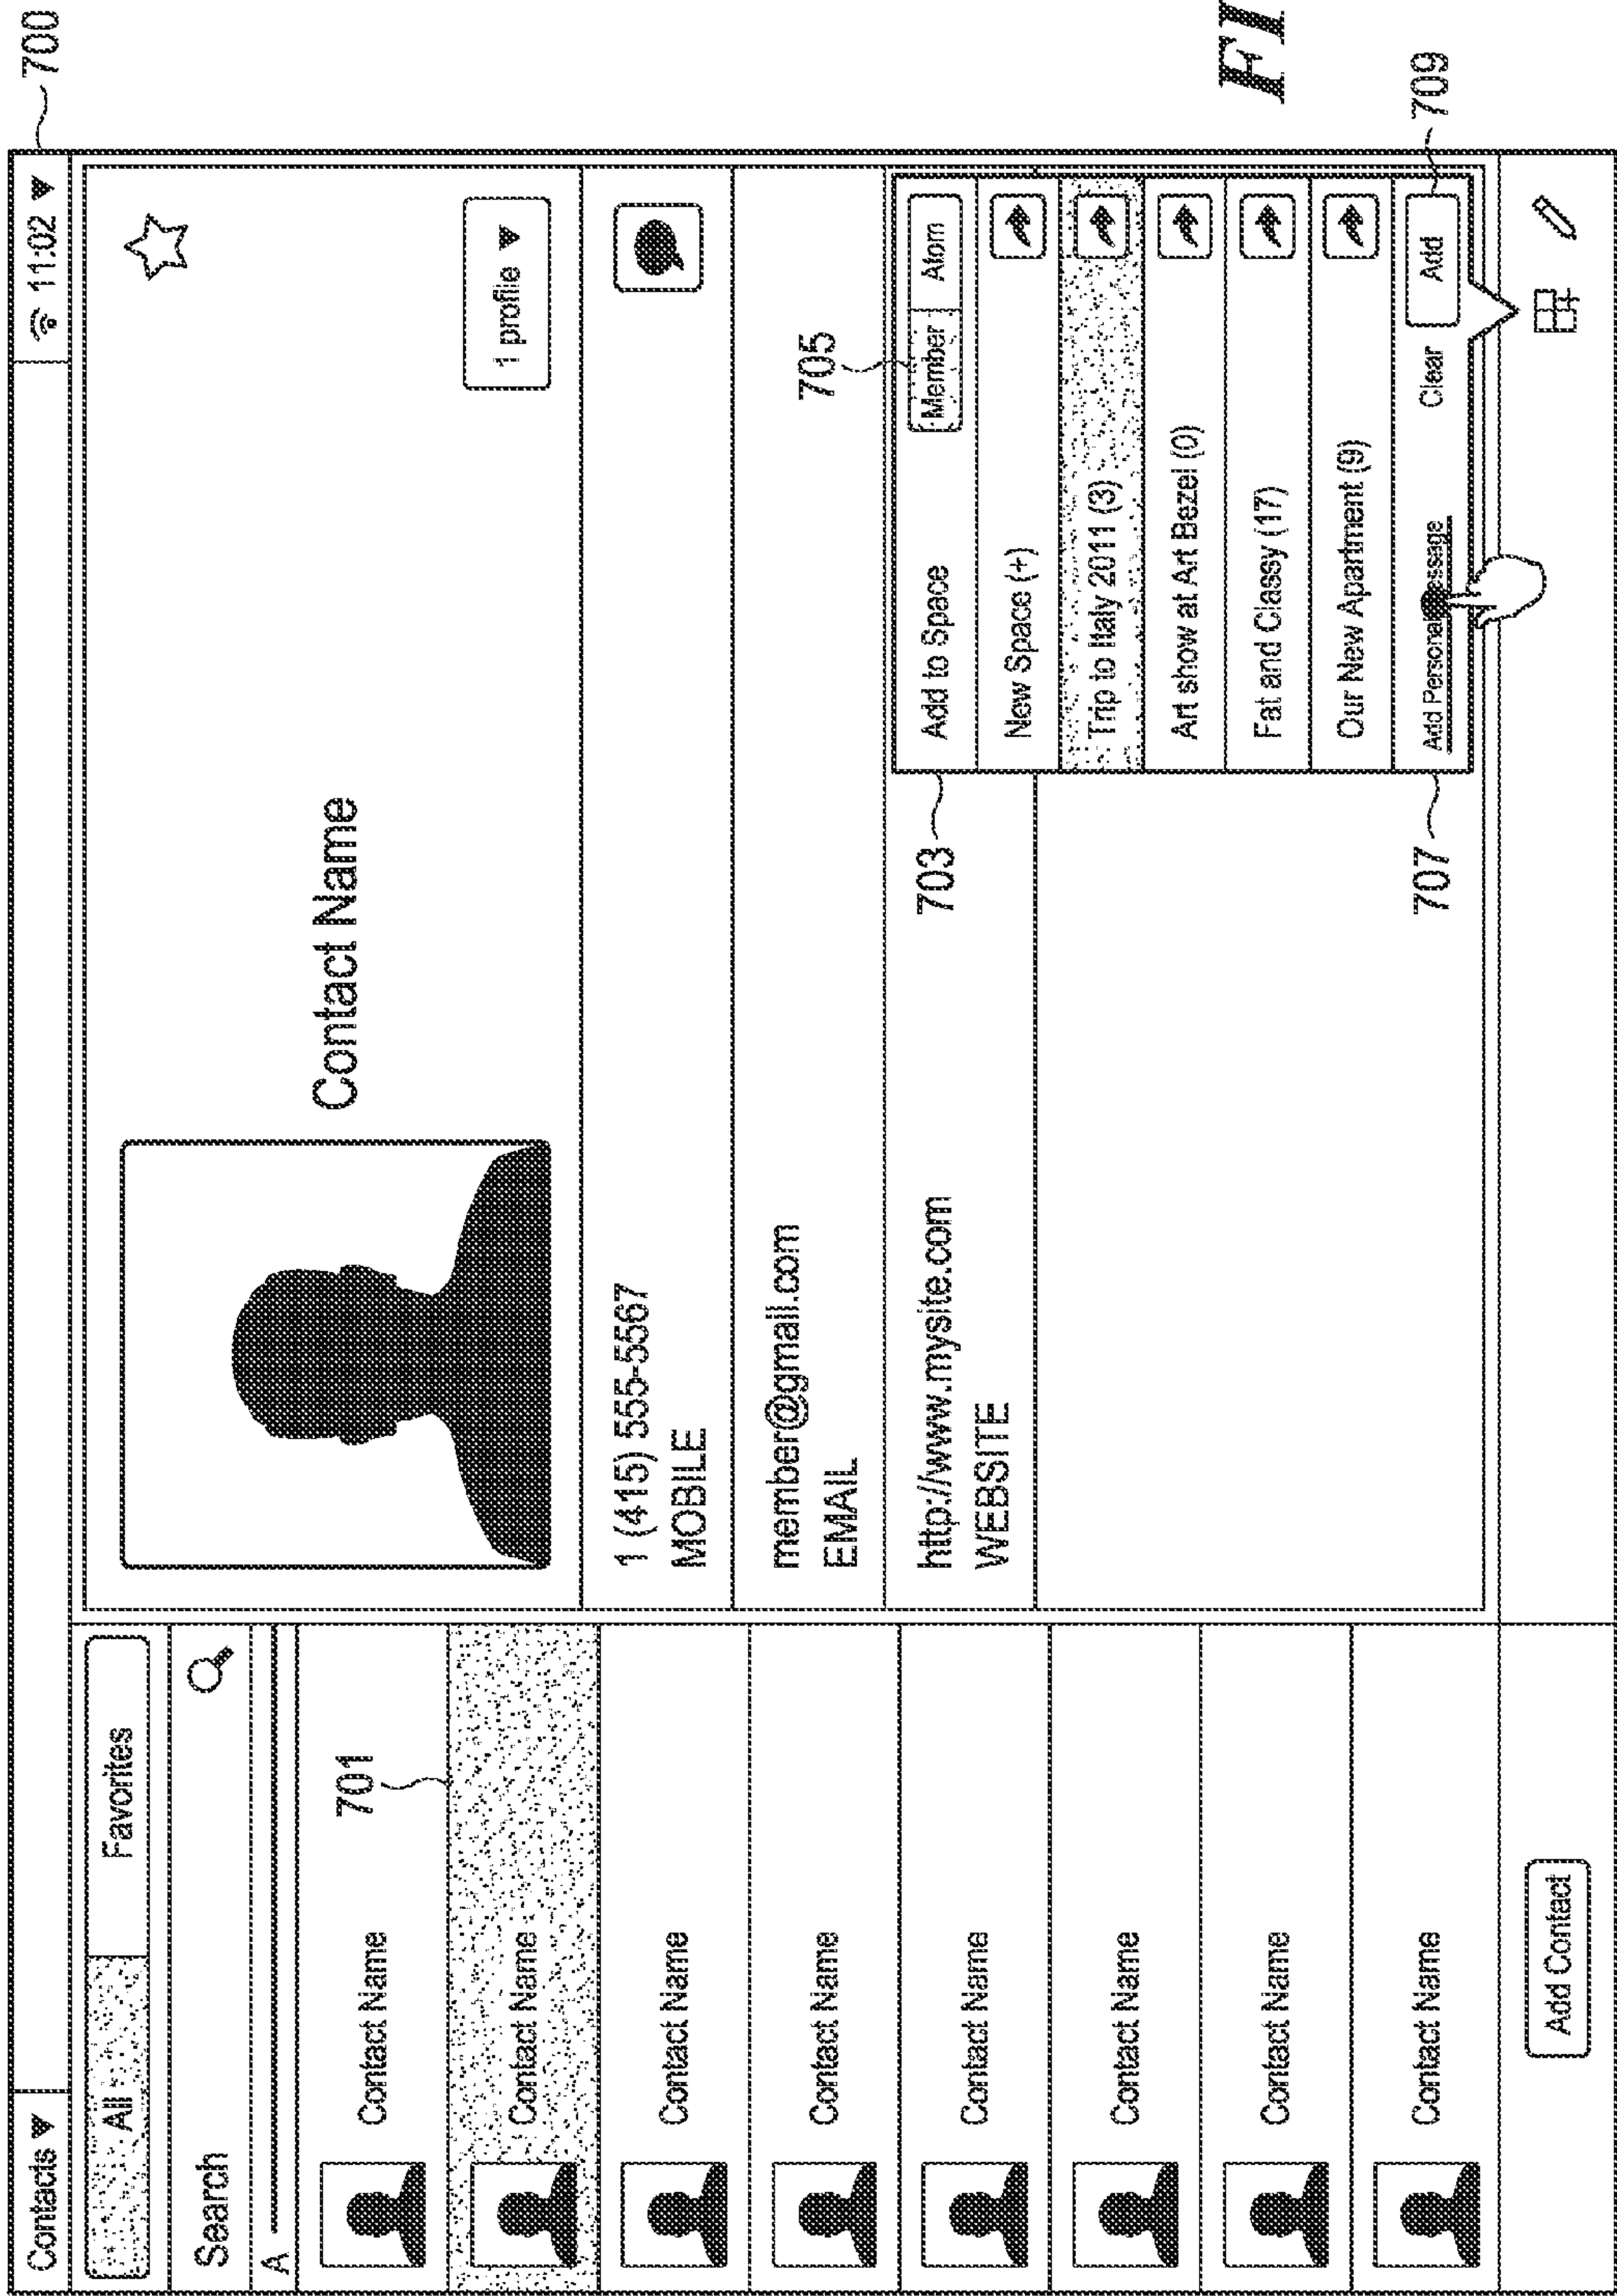 Contacts
11:02
700
All
Favorites
Search
A
Contact Name
701
Contact Name
Contact Name
Contact Name
Contact Name
Contact Name
Contact Name
Contact Name
Add Contact
Contact Name
1 profile
1 (415) 555-5567
MOBILE
member@gmail.com
EMAIL
http://www.mysite.com
WEBSITE
705
703
Add to Space
Member
Atom
New Space (+)
Trip to Italy 2011 (3)
Art show at Art Bezel (0)
Fat and Classy (17)
Our New Apartment (9)
707
Add Personal
Clear
Add
709